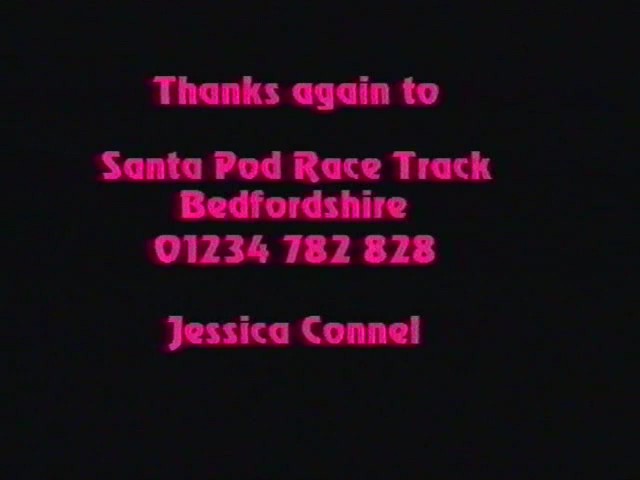 Thanks again to
Santa Pod Race Track
Bedfordshire
01234 782 828
Jessica Connel